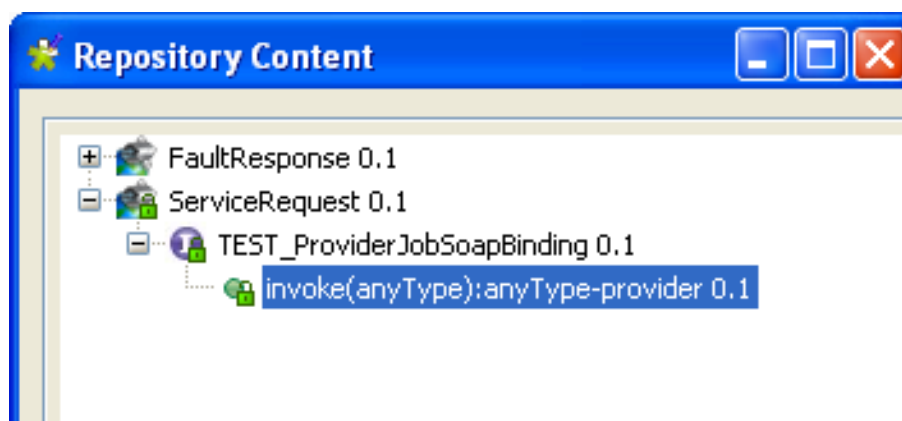 Repository Content
FaultResponse 0.1
ServiceRequest 0.1
TEST_ProviderJobSoapBinding 0.1
invoke(anyType):anyType-provider 0.1